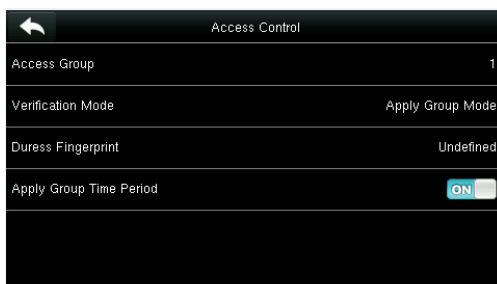 Access Control
Access Group 1
Verification Mode Apply Group Mode
Duress Fingerprint Undefined
Apply Group Time Period ON